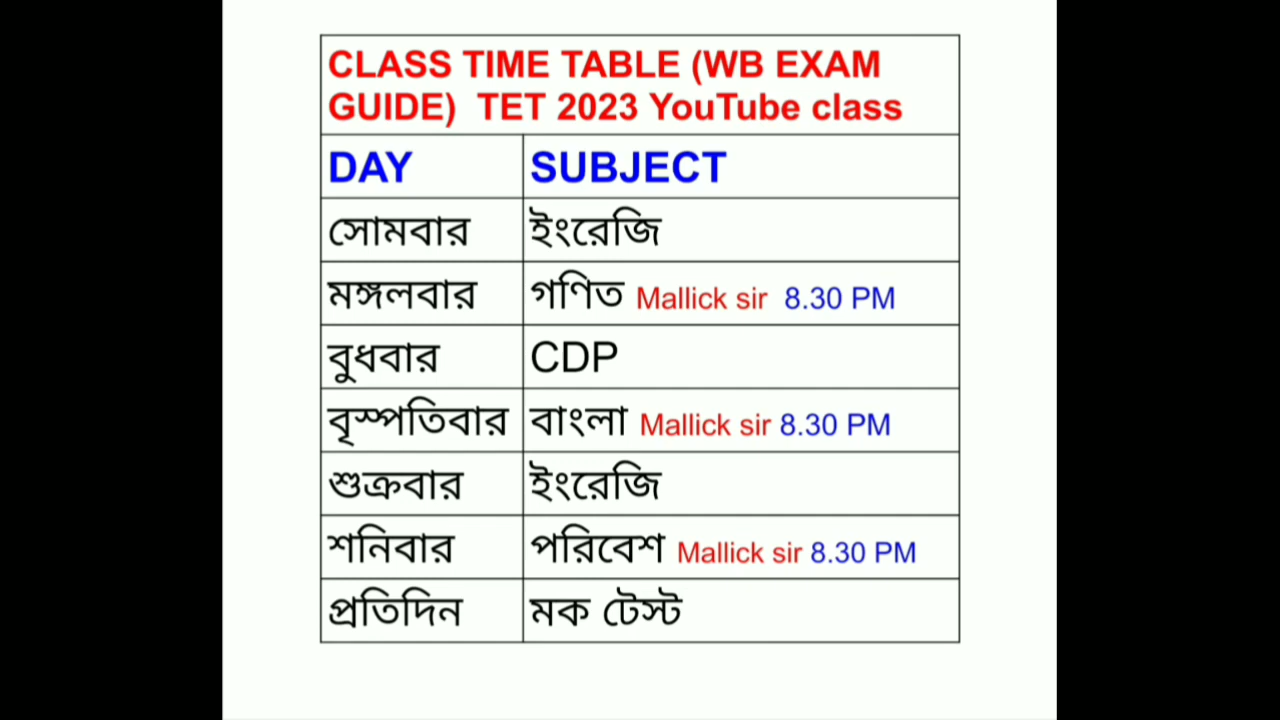 CLASS TIME TABLE (WB EXAM
GUIDE) TET 2023 YouTube class
DAY SUBJECT
সোমবার ইংরেজি
মঙ্গলবার গণিত Mallick sir 8.30 PM
বুধবার CDP
বৃস্পতিবার বাংলা Mallick sir 8.30 PM
শুক্রবার ইংরেজি
শনিবার পরিবেশ Mallick sir 8.30 PM
প্রতিদিন মক টেস্ট